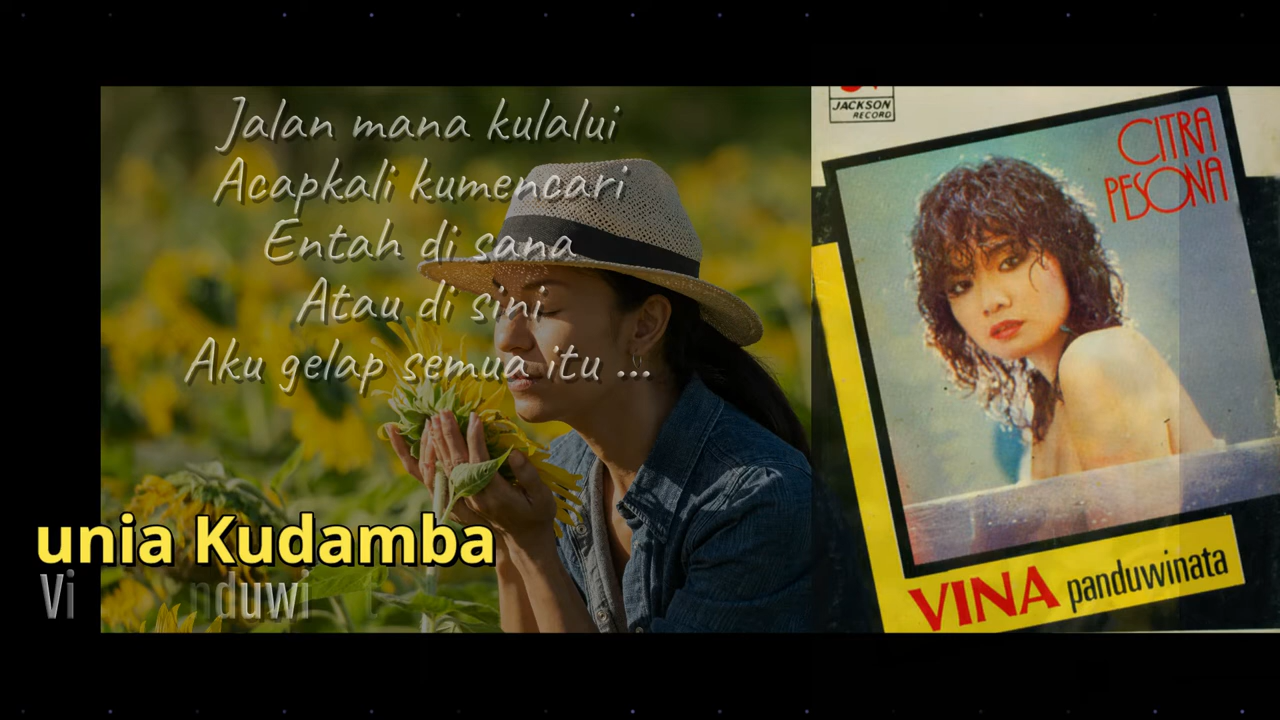 Jalan mana kulalui
Acapkali kumencari
Entah di sana
Atau di sini
Aku gelap semua itu ...
unia Kudamba
Vi nduwi
JACKSON
RECORD
CITRA
PESONA
VINA panduwinata